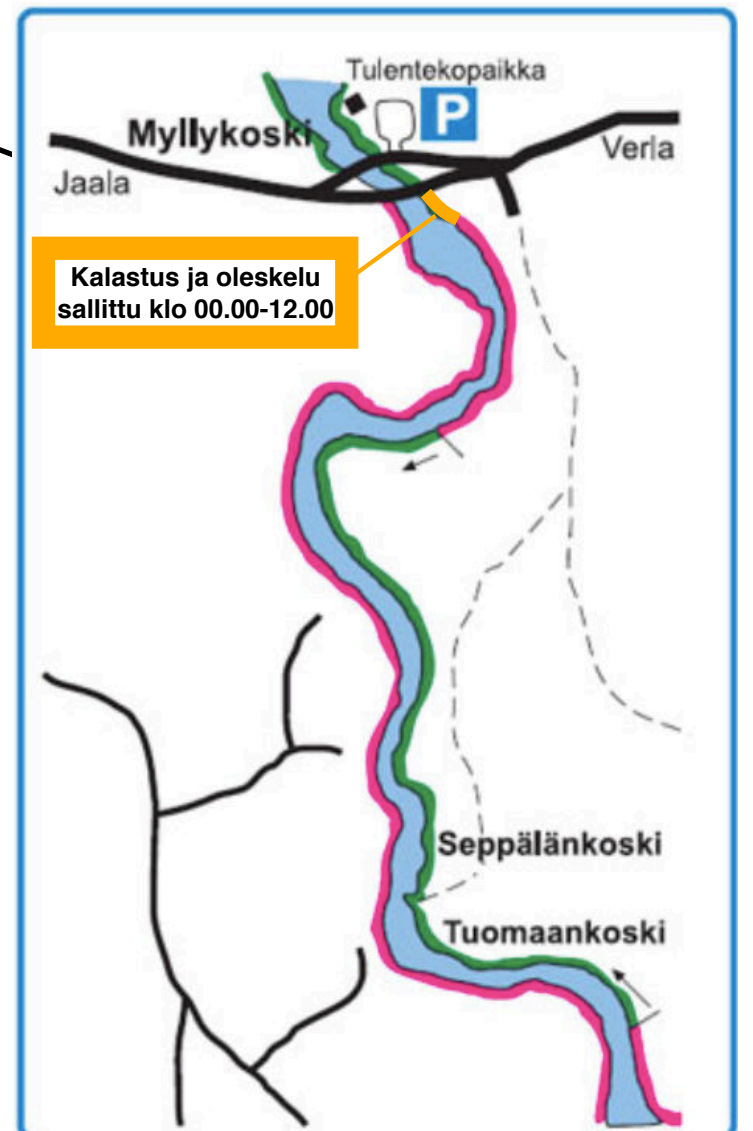 Tulentekopaikka
P
Myllykoski
Verla
Jaala
Kalastus ja oleskelu
sallittu klo 00.00-12.00
Seppälänkoski
Tuomaankoski